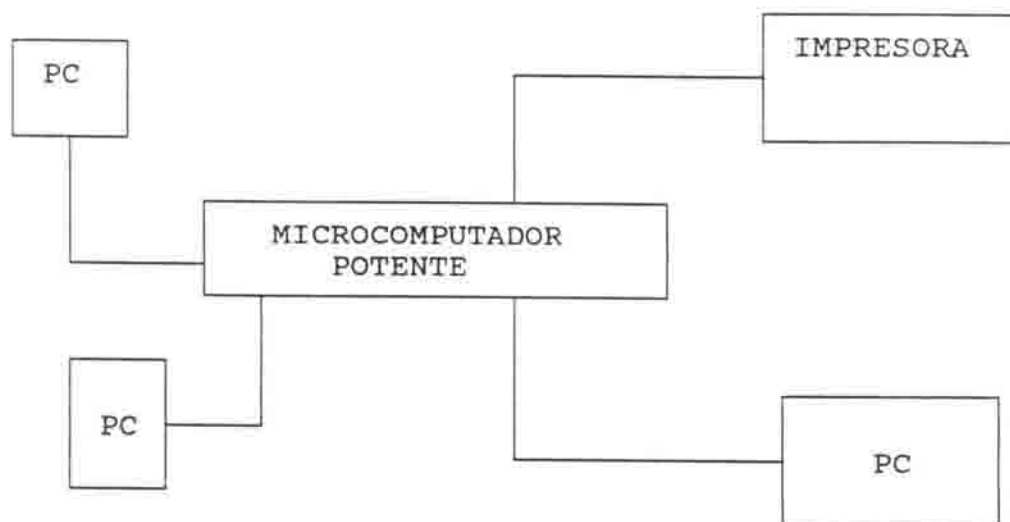 PC
IMPRESORA
MICROCOMPUTADOR
POTENTE
PC
PC